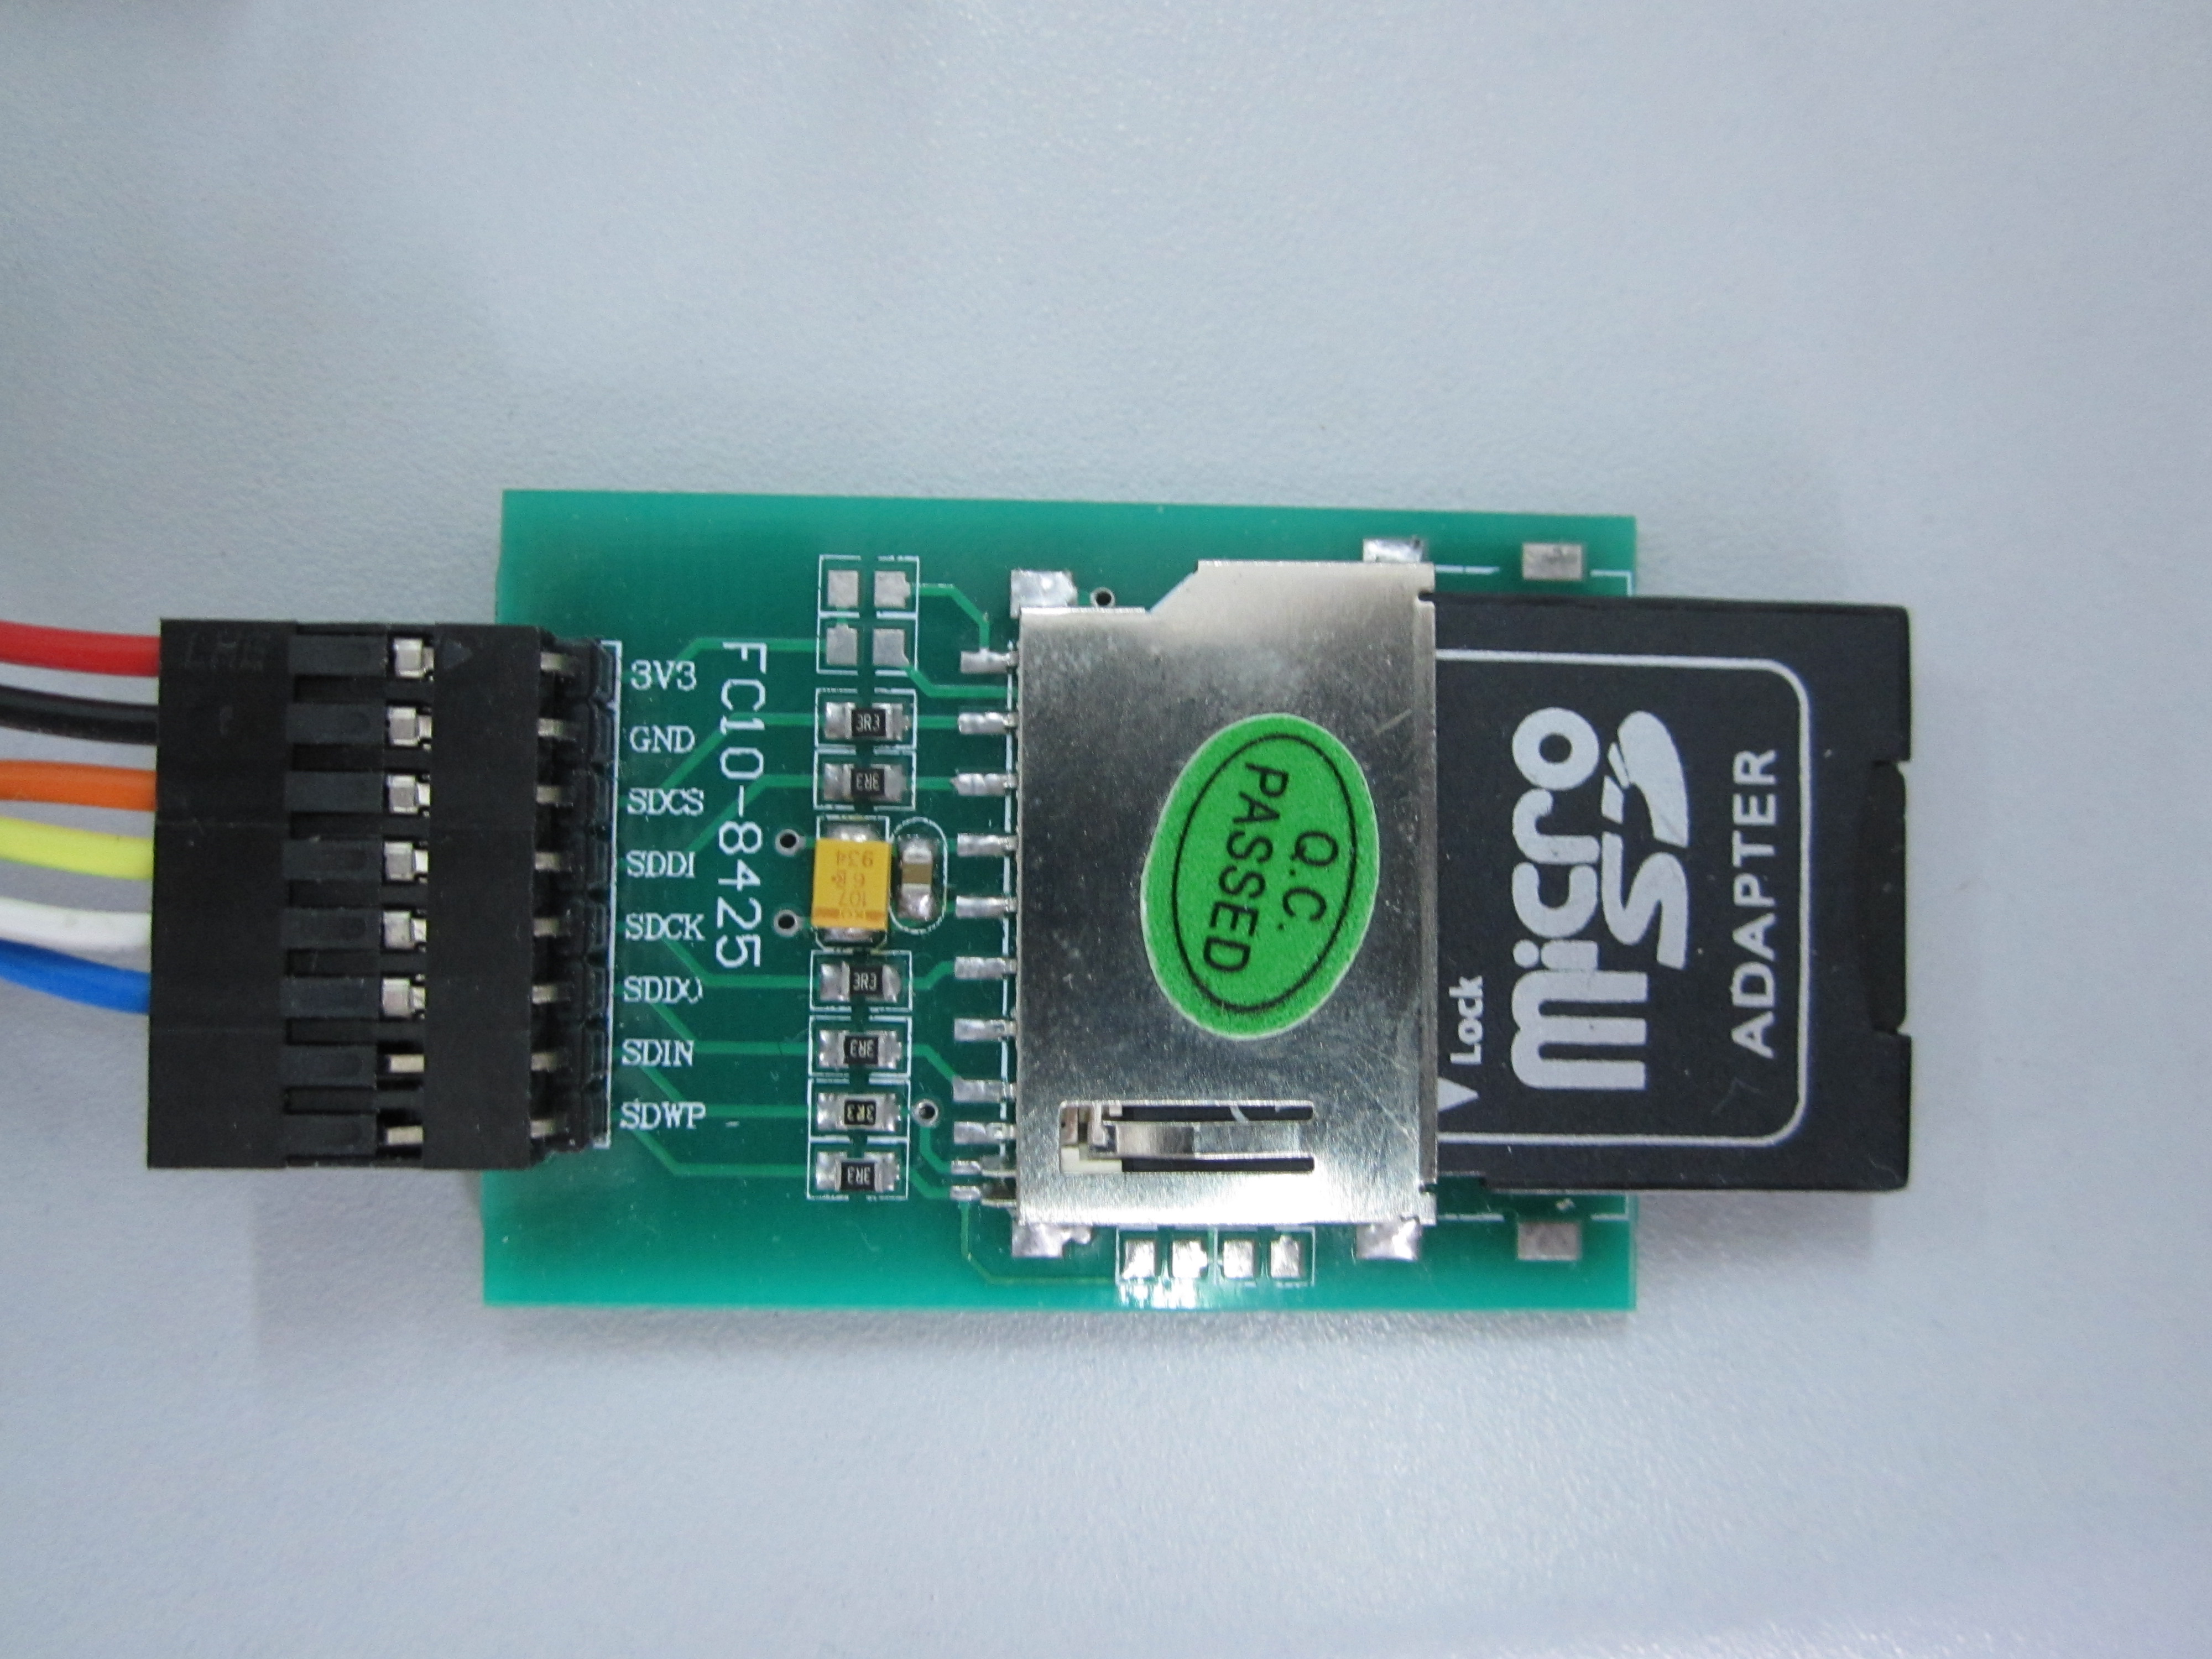 3V3
GND
SDCS
SDDI
SDCK
SDDO
SDIN
SDWP
FC10-8425
3R3
3R3
934
107
3R3
3R3
3R3
3R3
Q.C.
PASSED
Lock
micro
SD
ADAPTER